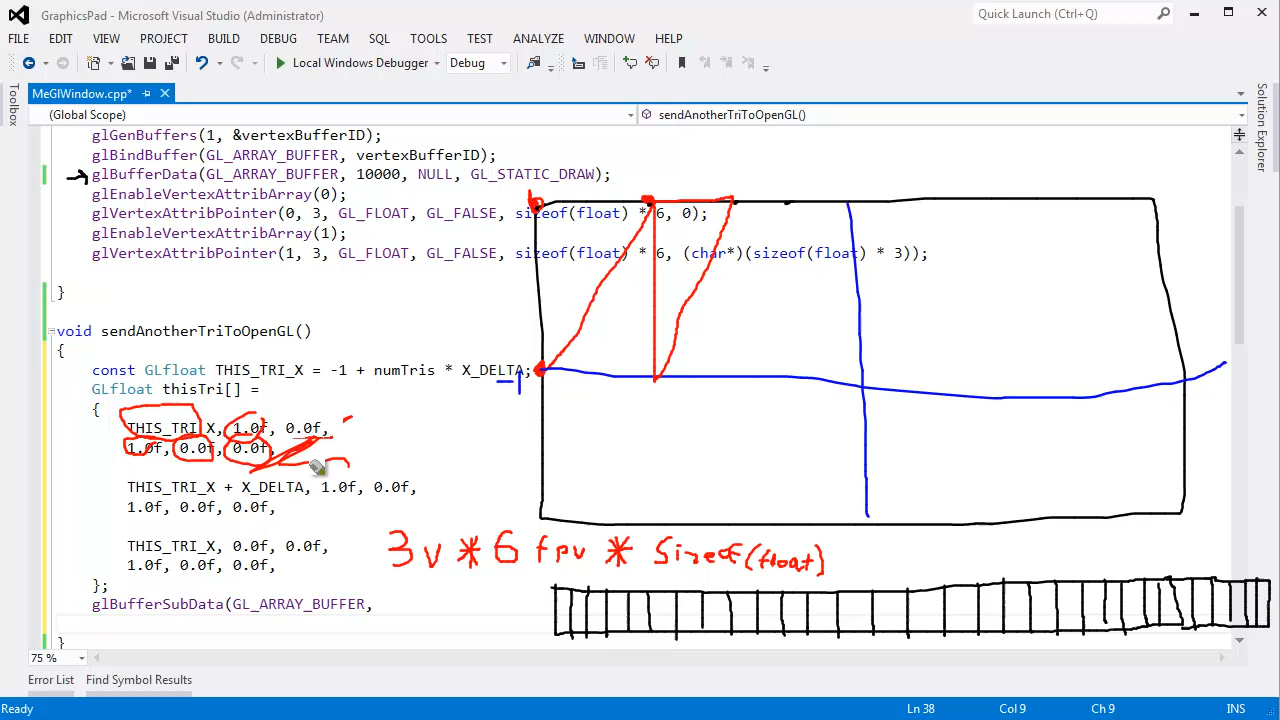 GraphicsPad - Microsoft Visual Studio (Administrator)
Quick Launch (Ctrl+Q)
FILE EDIT VIEW PROJECT BUILD DEBUG TEAM SQL TOOLS TEST ANALYZE WINDOW HELP
Local Windows Debugger Debug
MeGlWindow.cpp*
(Global Scope) sendAnotherTriToOpenGL()
Toolbox
Solution Explorer
glGenBuffers(1, &vertexBufferID);
glBindBuffer(GL_ARRAY_BUFFER, vertexBufferID);
glBufferData(GL_ARRAY_BUFFER, 10000, NULL, GL_STATIC_DRAW);
glEnableVertexAttribArray(0);
glVertexAttribPointer(0, 3, GL_FLOAT, GL_FALSE, sizeof(float) * 6, 0);
glEnableVertexAttribArray(1);
glVertexAttribPointer(1, 3, GL_FLOAT, GL_FALSE, sizeof(float) * 6, (char*)(sizeof(float) * 3));
}
void sendAnotherTriToOpenGL()
{
const GLfloat THIS_TRI_X = -1 + numTris * X_DELTA;
-1
GLfloat thisTri[] =
{
THIS_TRI_X, 1.0f, 0.0f,
1.0f, 0.0f, 0.0f,
THIS_TRI_X + X_DELTA, 1.0f, 0.0f,
1.0f, 0.0f, 0.0f,
THIS_TRI_X, 0.0f, 0.0f,
1.0f, 0.0f, 0.0f,
};
3v * 6 fpv * Sizeof(float)
glBufferSubData(GL_ARRAY_BUFFER,
}
75 %
Error List Find Symbol Results
Ready Ln 38 Col 9 Ch 9 INS